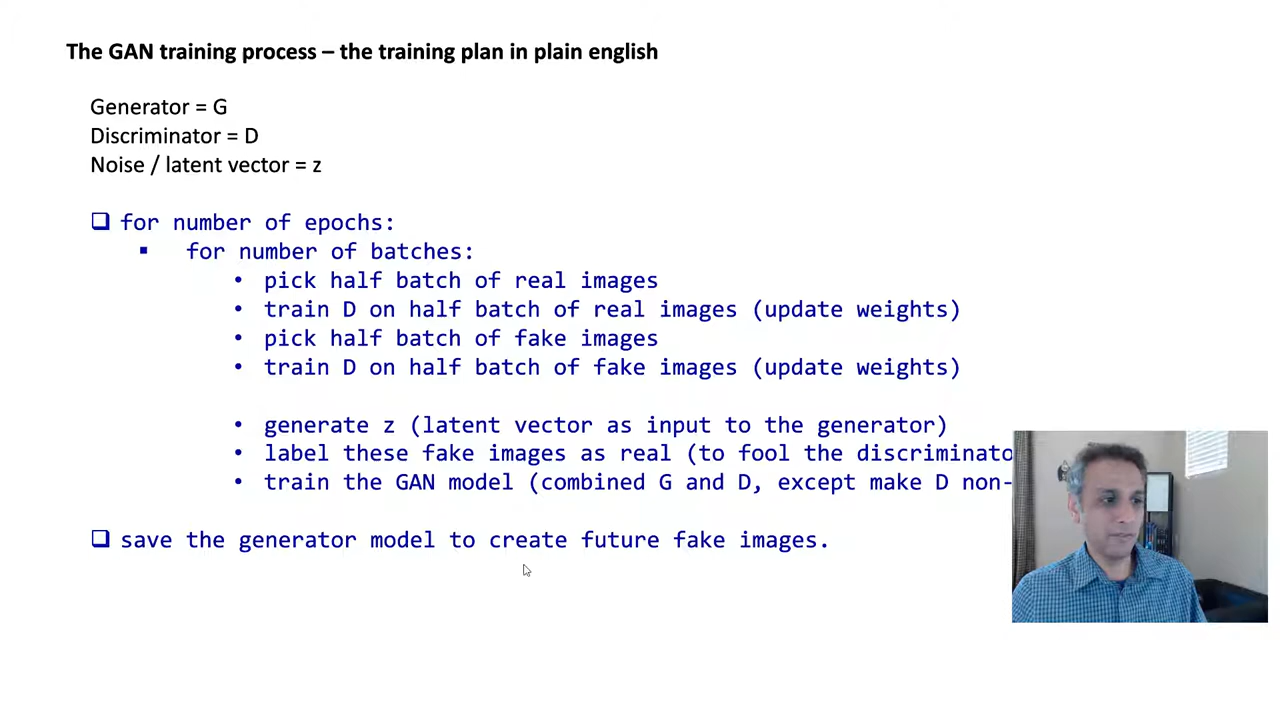 The GAN training process – the training plan in plain english
Generator = G
Discriminator = D
Noise / latent vector = z
for number of epochs:
for number of batches:
pick half batch of real images
train D on half batch of real images (update weights)
pick half batch of fake images
train D on half batch of fake images (update weights)
generate z (latent vector as input to the generator)
label these fake images as real (to fool the discriminato
train the GAN model (combined G and D, except make D non-
save the generator model to create future fake images.